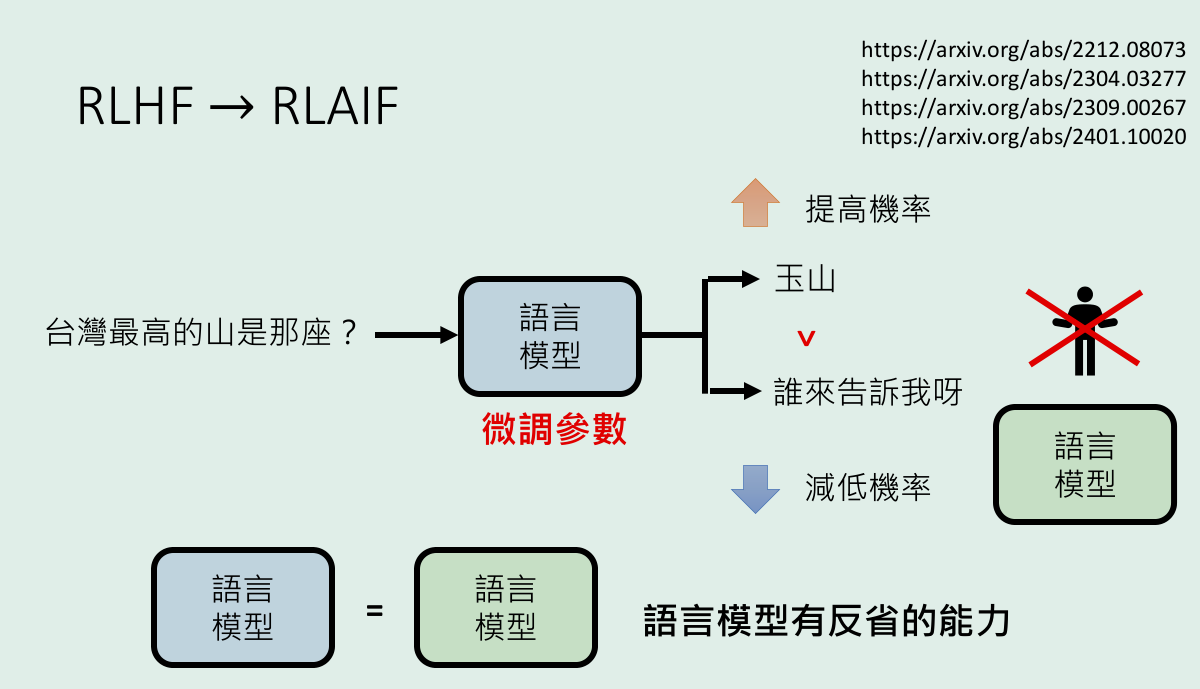 https://arxiv.org/abs/2212.08073
https://arxiv.org/abs/2304.03277
https://arxiv.org/abs/2309.00267
https://arxiv.org/abs/2401.10020
RLHF → RLAIF
提高機率
玉山
台灣最高的山是那座？
語言
模型
v
誰來告訴我呀
微調參數
減低機率
語言
模型
語言
模型
=
語言
模型
語言模型有反省的能力